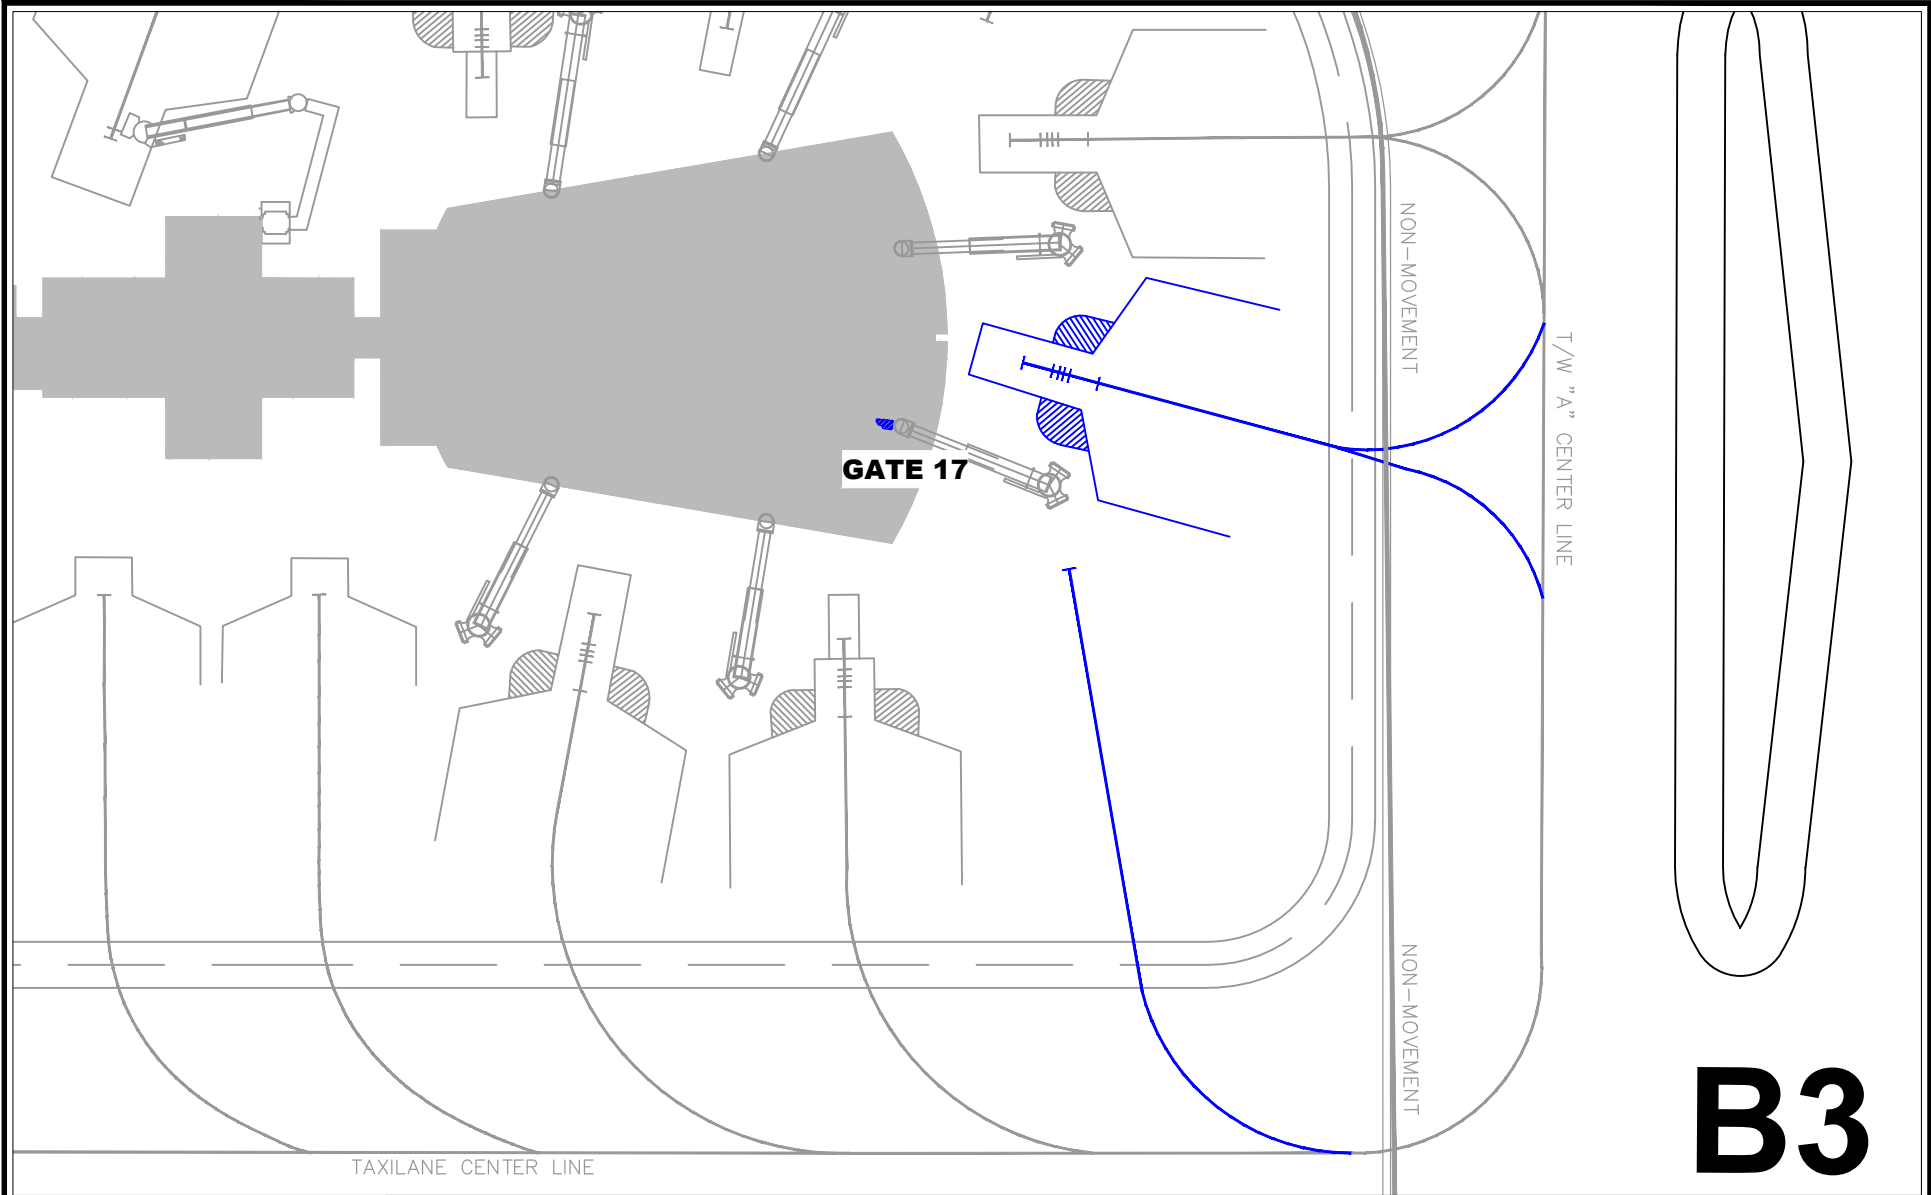 NON-MOVEMENT
T/W "A" CENTER LINE
GATE 17
NON-MOVEMENT
TAXILANE CENTER LINE
B3